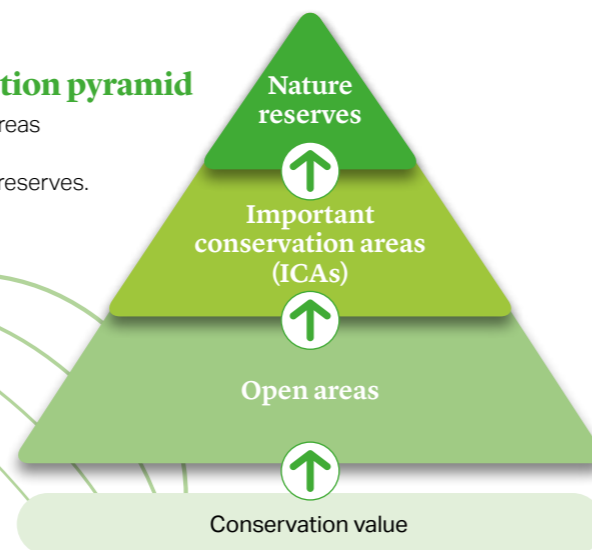 tion pyramid
reas
reserves.
Nature
reserves
Important
conservation areas
(ICAs)
Open areas
Conservation value